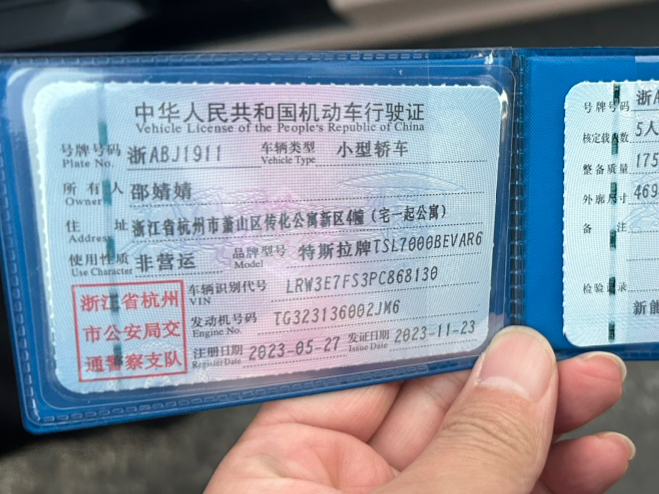 中华人民共和国机动车行驶证
Vehicle License of the People's Republic of China
号牌号码 浙ABJ1911 车辆类型 小型轿车
Plate No. Vehicle Type
所有人 邵婧婧
Owner
住址 浙江省杭州市萧山区传化公寓新区4幢（宅一起公寓）
Address
使用性质 非营运 品牌型号 特斯拉牌TSL7000BEVAR6
Use Character Model
车辆识别代号 LRW3E7FS3PC868130
VIN
发动机号码 TG323136002JM6
Engine No.
注册日期 2023-05-27 发证日期 2023-11-23
Register Date Issue Date
浙江省杭州
市公安局交
通警察支队
号牌号码 浙A
核定载人数 5人
整备质量 175
外廓尺寸 469
备注
检验记录
新能